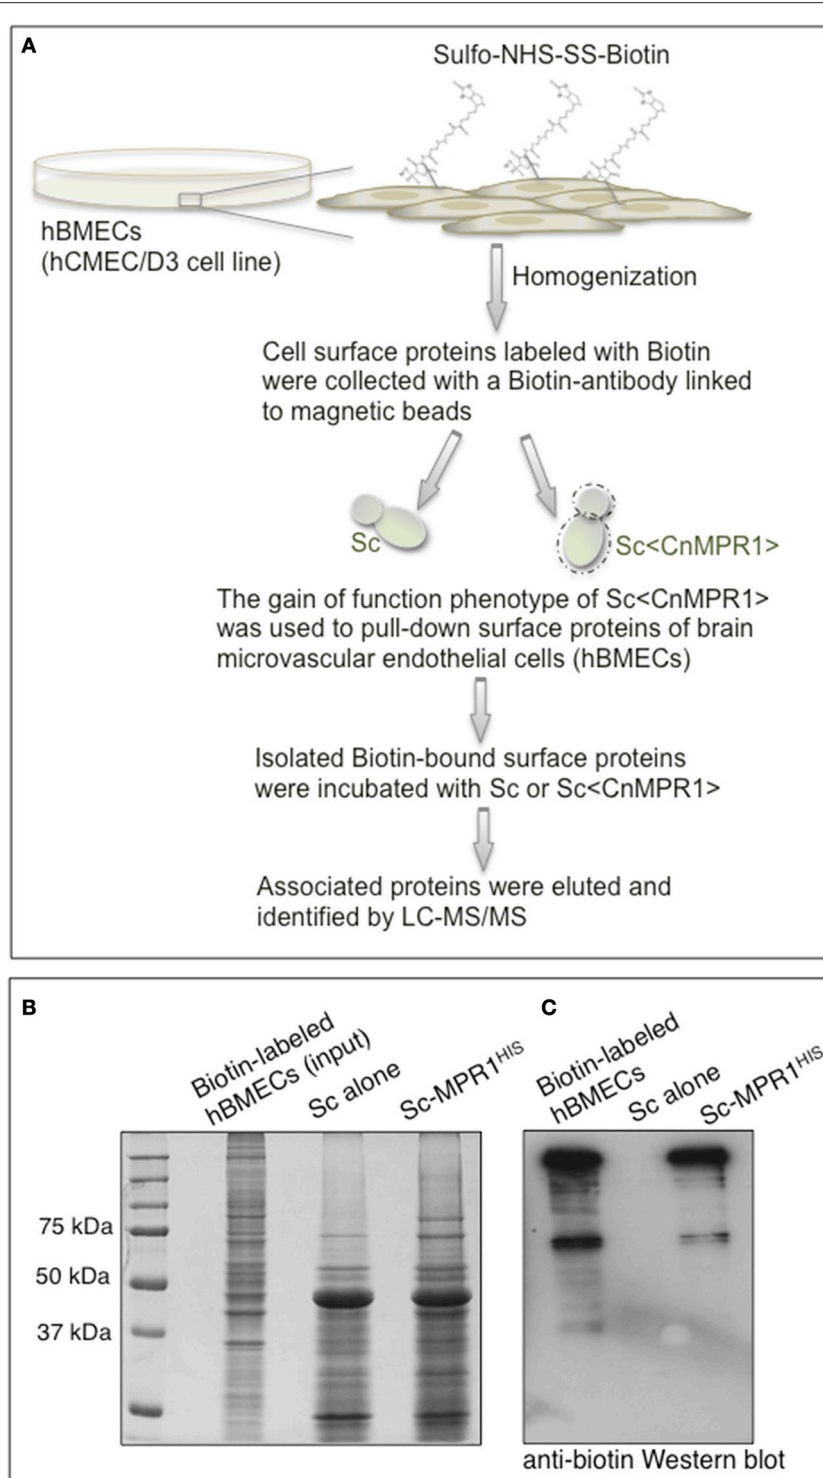 A
Sulfo-NHS-SS-Biotin
hBMECs
(hCMEC/D3 cell line)
Homogenization
Cell surface proteins labeled with Biotin
were collected with a Biotin-antibody linked
to magnetic beads
Sc
Sc<CnMPR1>
The gain of function phenotype of Sc<CnMPR1>
was used to pull-down surface proteins of brain
microvascular endothelial cells (hBMECs)
Isolated Biotin-bound surface proteins
were incubated with Sc or Sc<CnMPR1>
Associated proteins were eluted and
identified by LC-MS/MS
B
Biotin-labeled
hBMECs (input)
Sc alone
Sc-MPR1HIS
75 kDa
50 kDa
37 kDa
C
Biotin-labeled
hBMECs
Sc alone
Sc-MPR1HIS
anti-biotin Western blot